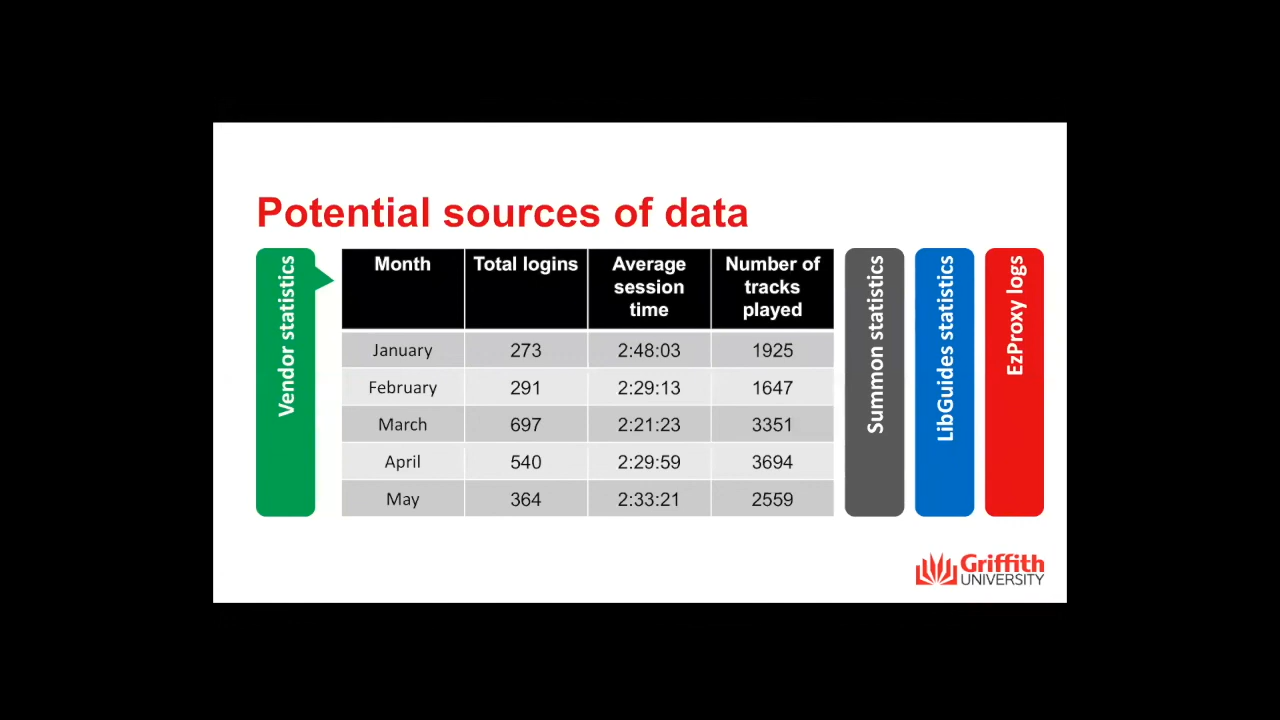 Potential sources of data
Vendor statistics
Month Total logins Average session time Number of tracks played
January 273 2:48:03 1925
February 291 2:29:13 1647
March 697 2:21:23 3351
April 540 2:29:59 3694
May 364 2:33:21 2559
Summon statistics
LibGuides statistics
EzProxy logs
Griffith
UNIVERSITY